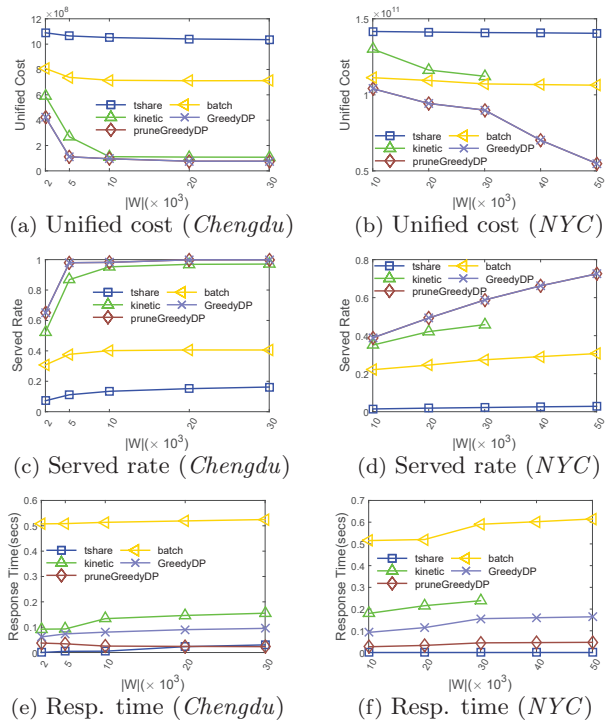 ×10^8
12
10
8
6
4
2
0
Unified Cost
tshare
batch
kinetic
GreedyDP
pruneGreedyDP
2
5
10
20
30
|W|(× 10^3)
(a) Unified cost (Chengdu)
×10^11
1.5
1
0.5
Unified Cost
tshare
batch
kinetic
GreedyDP
pruneGreedyDP
10
20
30
40
50
|W|(× 10^3)
(b) Unified cost (NYC)
1
0.8
0.6
0.4
0.2
0
Served Rate
tshare
batch
kinetic
GreedyDP
pruneGreedyDP
2
5
10
20
30
|W|(× 10^3)
(c) Served rate (Chengdu)
0.8
0.6
0.4
0.2
0
Served Rate
tshare
batch
kinetic
GreedyDP
pruneGreedyDP
10
20
30
40
50
|W|(× 10^3)
(d) Served rate (NYC)
0.6
0.5
0.4
0.3
0.2
0.1
0
Response Time(secs)
tshare
batch
kinetic
GreedyDP
pruneGreedyDP
2
5
10
20
30
|W|(× 10^3)
(e) Resp. time (Chengdu)
0.7
0.6
0.5
0.4
0.3
0.2
0.1
0
Response Time(secs)
tshare
batch
kinetic
GreedyDP
pruneGreedyDP
10
20
30
40
50
|W|(× 10^3)
(f) Resp. time (NYC)